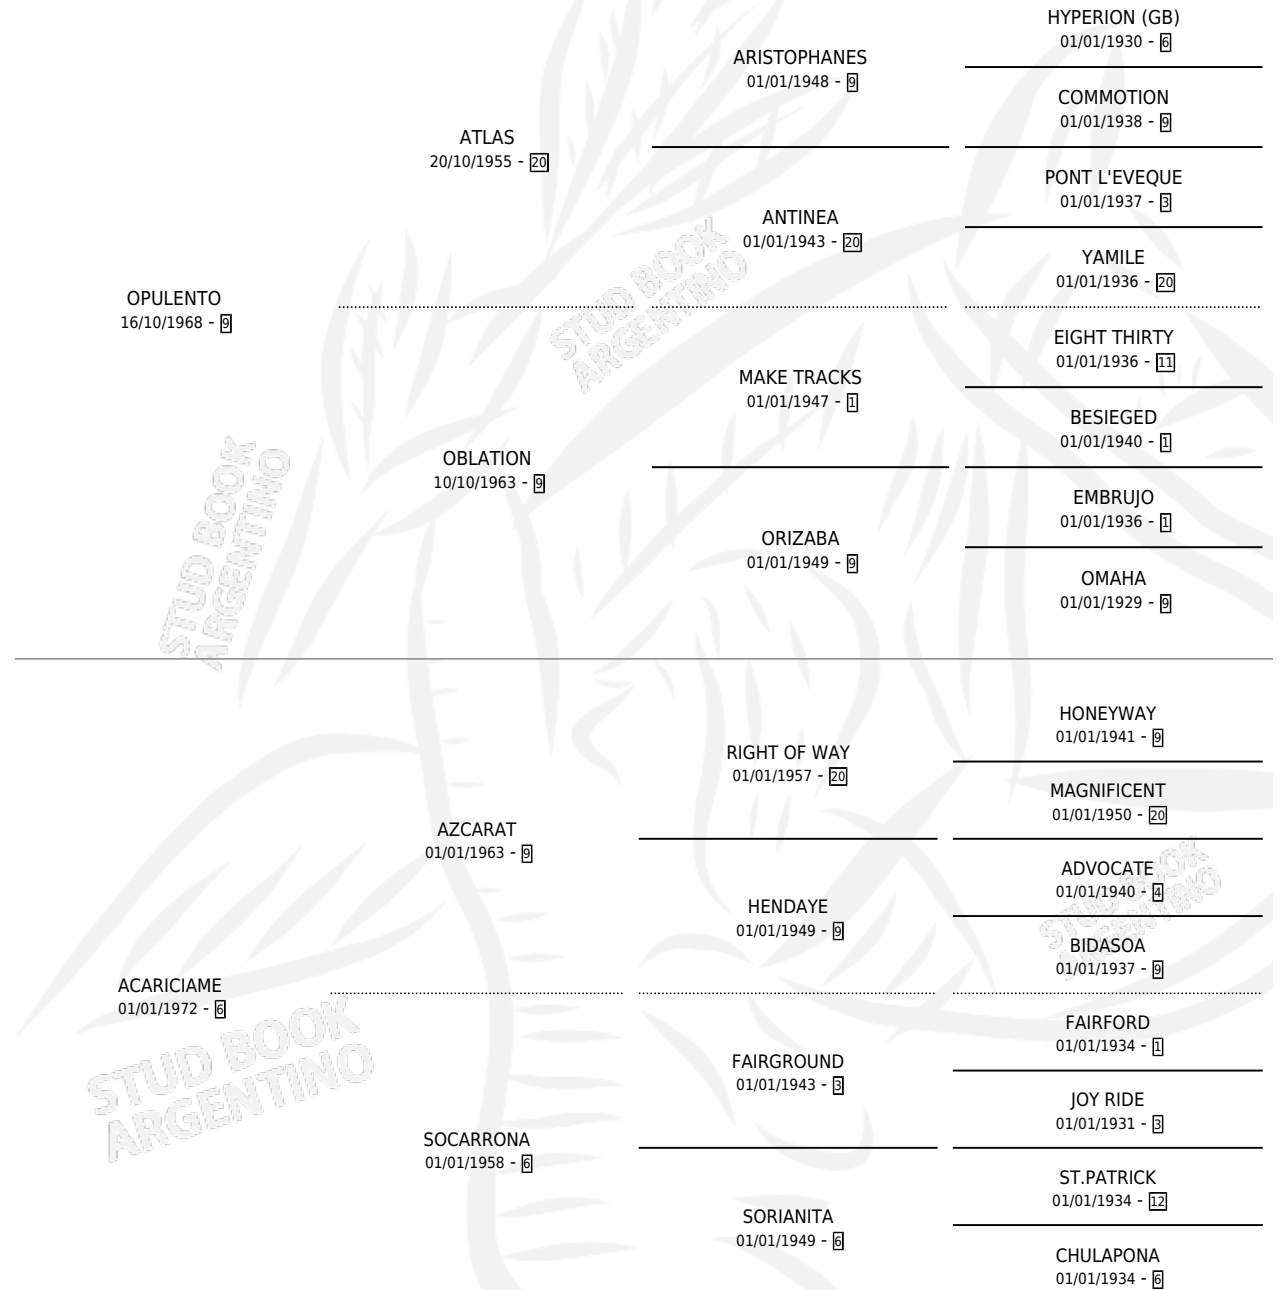 HYPERION (GB)
01/01/1930 - 6
ARISTOPHANES
01/01/1948 - 9
COMMOTION
01/01/1938 - 9
ATLAS
20/10/1955 - 20
PONT L'EVEQUE
01/01/1937 - 3
ANTINEA
01/01/1943 - 20
YAMILE
01/01/1936 - 20
OPULENTO
16/10/1968 - 9
EIGHT THIRTY
01/01/1936 - 11
MAKE TRACKS
01/01/1947 - 1
BESIEGED
01/01/1940 - 1
OBLATION
10/10/1963 - 9
EMBRUJO
01/01/1936 - 1
ORIZABA
01/01/1949 - 9
OMAHA
01/01/1929 - 9
STUD BOOK
ARGENTINO
STUD BOOK
ARGENTINO
HONEYWAY
01/01/1941 - 9
RIGHT OF WAY
01/01/1957 - 20
MAGNIFICENT
01/01/1950 - 20
AZCARAT
01/01/1963 - 9
ADVOCATE
01/01/1940 - 4
HENDAYE
01/01/1949 - 9
BIDASOA
01/01/1937 - 9
ACARICIAME
01/01/1972 - 6
FAIRFORD
01/01/1934 - 1
FAIRGROUND
01/01/1943 - 3
JOY RIDE
01/01/1931 - 3
SOCARRONA
01/01/1958 - 6
ST.PATRICK
01/01/1934 - 12
SORIANITA
01/01/1949 - 6
CHULAPONA
01/01/1934 - 6
STUD BOOK
ARGENTINO
STUD BOOK
ARGENTINO